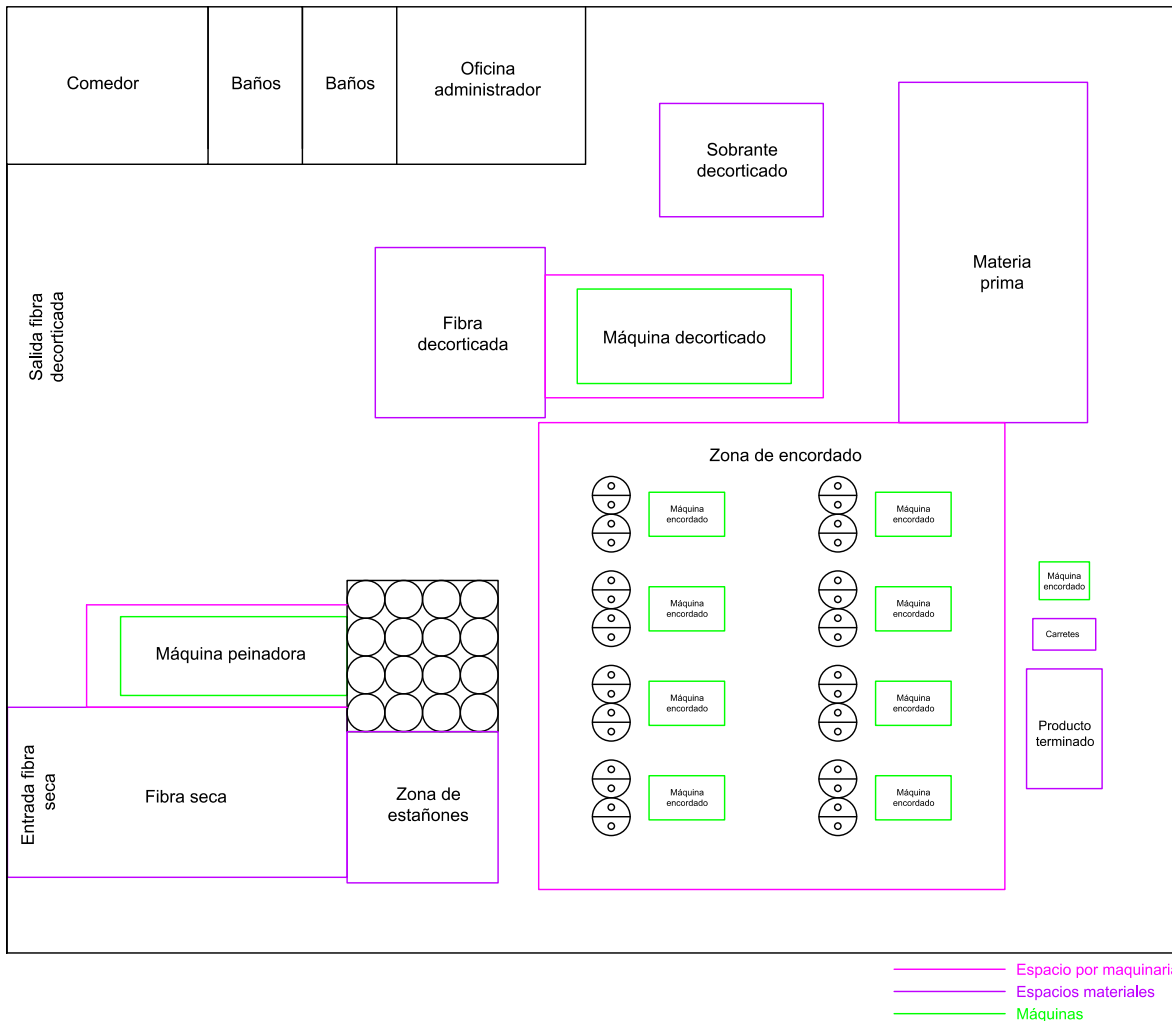 Comedor
Baños
Baños
Oficina
administrador
Sobrante
decorticado
Materia
prima
Salida fibra
decorticada
Fibra
decorticada
Máquina decorticado
Zona de encordado
Máquina
encordado
Máquina
encordado
Máquina
encordado
Máquina
encordado
Máquina
encordado
Máquina
encordado
Máquina
encordado
Máquina
encordado
Máquina
encordado
Carretes
Producto
terminado
Máquina peinadora
Entrada fibra
seca
Fibra seca
Zona de
estañones
Espacio por maquinaria
Espacios materiales
Máquinas